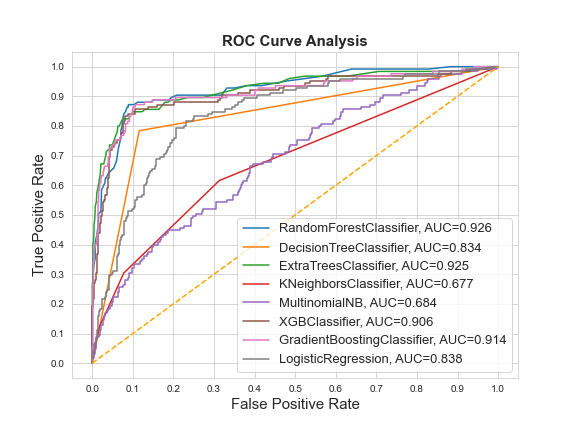 ROC Curve Analysis
True Positive Rate
1.0
0.9
0.8
0.7
0.6
0.5
0.4
0.3
0.2
0.1
0.0
RandomForestClassifier, AUC=0.926
DecisionTreeClassifier, AUC=0.834
ExtraTreesClassifier, AUC=0.925
KNeighborsClassifier, AUC=0.677
MultinomialNB, AUC=0.684
XGBClassifier, AUC=0.906
GradientBoostingClassifier, AUC=0.914
LogisticRegression, AUC=0.838
0.0 0.1 0.2 0.3 0.4 0.5 0.6 0.7 0.8 0.9 1.0
False Positive Rate